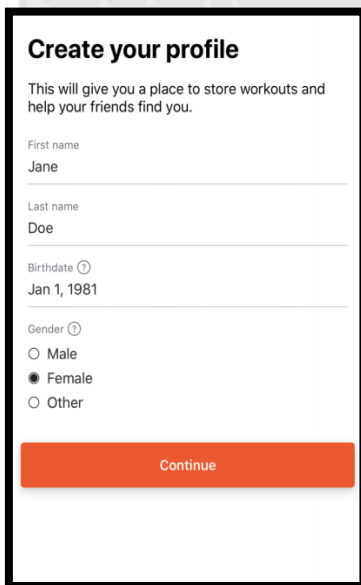 Create your profile
This will give you a place to store workouts and
help your friends find you.
First name
Jane
Last name
Doe
Birthdate ?
Jan 1, 1981
Gender ?
Male
Female
Other
Continue